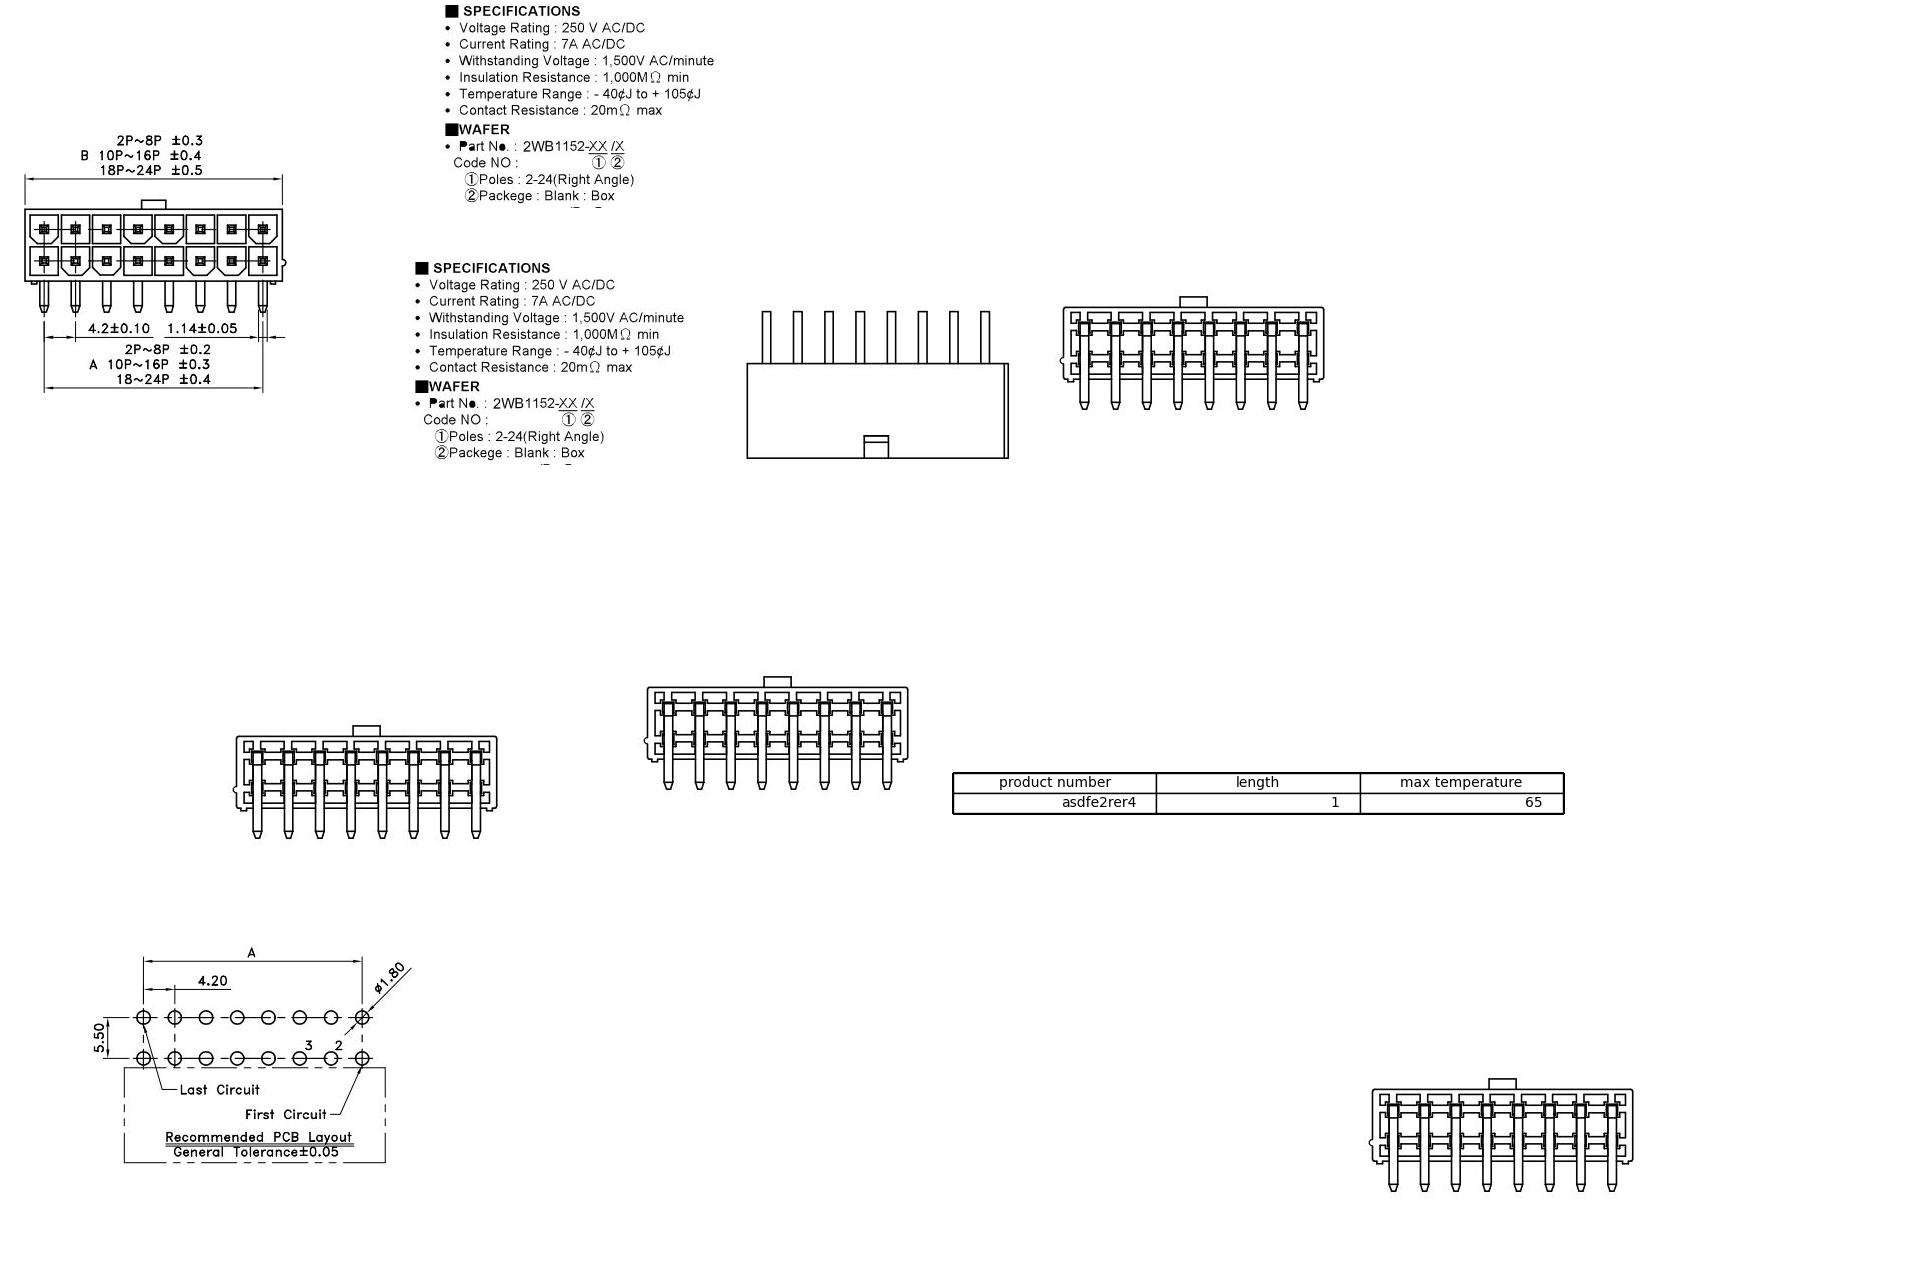 ■ SPECIFICATIONS
• Voltage Rating : 250 V AC/DC
• Current Rating : 7A AC/DC
• Withstanding Voltage : 1,500V AC/minute
• Insulation Resistance : 1,000MΩ min
• Temperature Range : - 40¢J to + 105¢J
• Contact Resistance : 20mΩ max
■WAFER
• Part No. : 2WB1152-XX /X
Code NO : ① ②
①Poles : 2-24(Right Angle)
②Packege : Blank : Box
2P~8P ±0.3
B 10P~16P ±0.4
18P~24P ±0.5
4.2±0.10 1.14±0.05
2P~8P ±0.2
A 10P~16P ±0.3
18~24P ±0.4
■ SPECIFICATIONS
• Voltage Rating : 250 V AC/DC
• Current Rating : 7A AC/DC
• Withstanding Voltage : 1,500V AC/minute
• Insulation Resistance : 1,000MΩ min
• Temperature Range : - 40¢J to + 105¢J
• Contact Resistance : 20mΩ max
■WAFER
• Part No. : 2WB1152-XX /X
Code NO : ① ②
①Poles : 2-24(Right Angle)
②Packege : Blank : Box
product number length max temperature
asdfe2rer4 1 65
A
4.20
ø1.80
5.50
3 2
Last Circuit
First Circuit
Recommended PCB Layout
General Tolerance±0.05